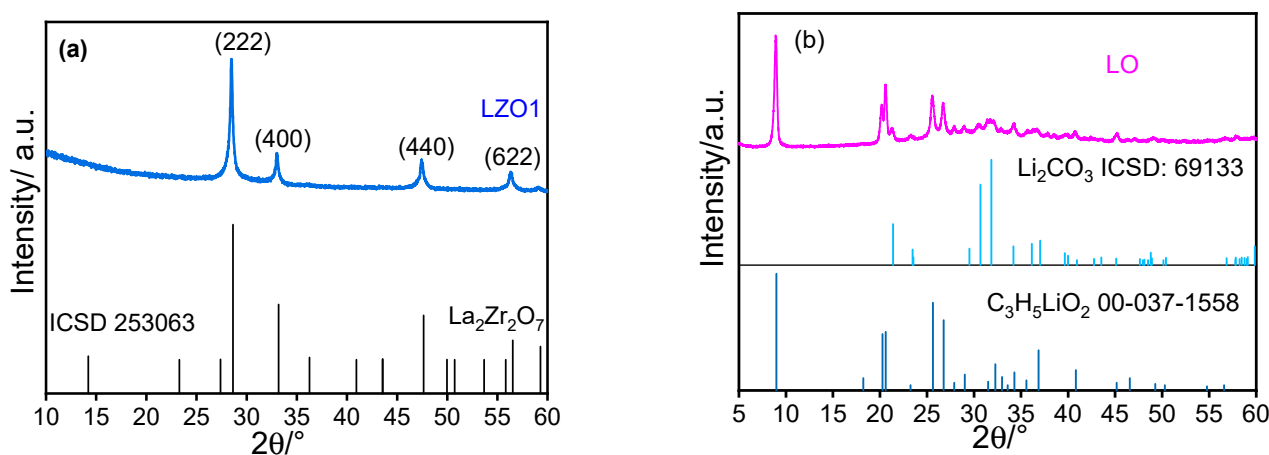 (a)
(222)
LZO1
(400)
(440)
(622)
Intensity/ a.u.
ICSD 253063
La₂Zr₂O₇
10 15 20 25 30 35 40 45 50 55 60
2θ/°
(b)
LO
Intensity/a.u.
Li₂CO₃ ICSD: 69133
C₃H₅LiO₂ 00-037-1558
5 10 15 20 25 30 35 40 45 50 55 60
2θ/°